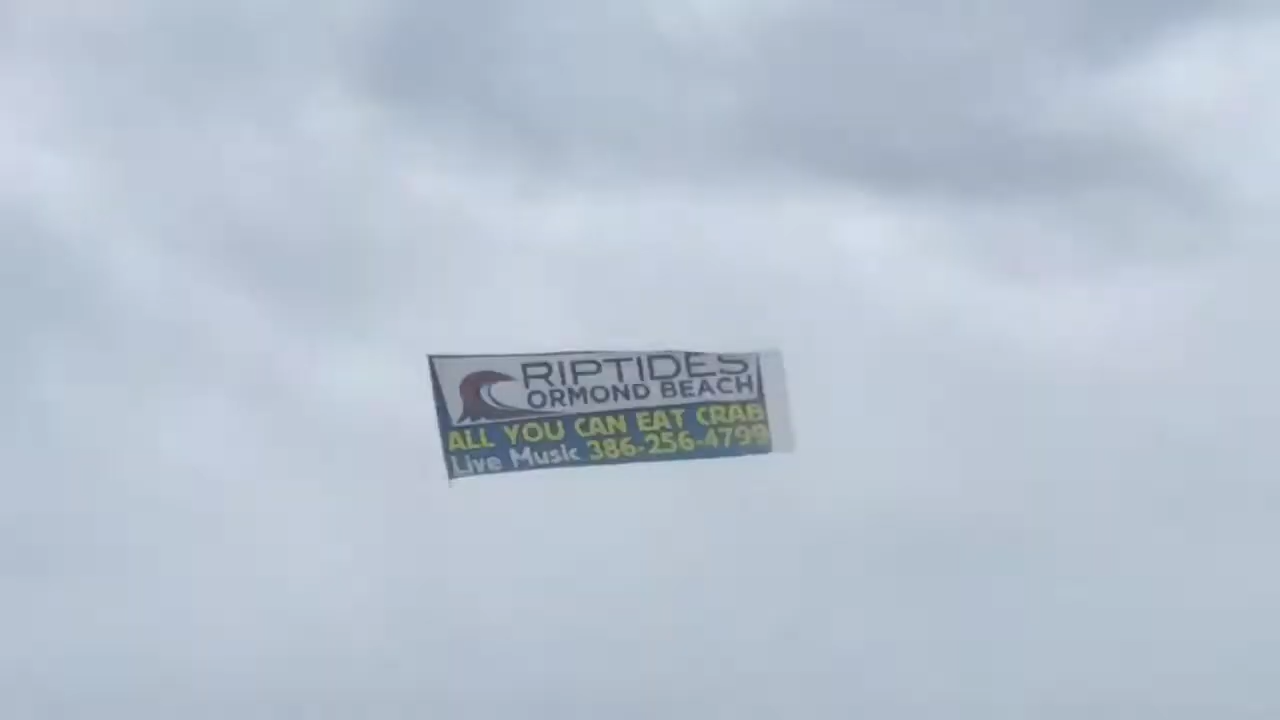 RIPTIDES
ORMOND BEACH
ALL YOU CAN EAT CRAB
Live Music 386-256-4799